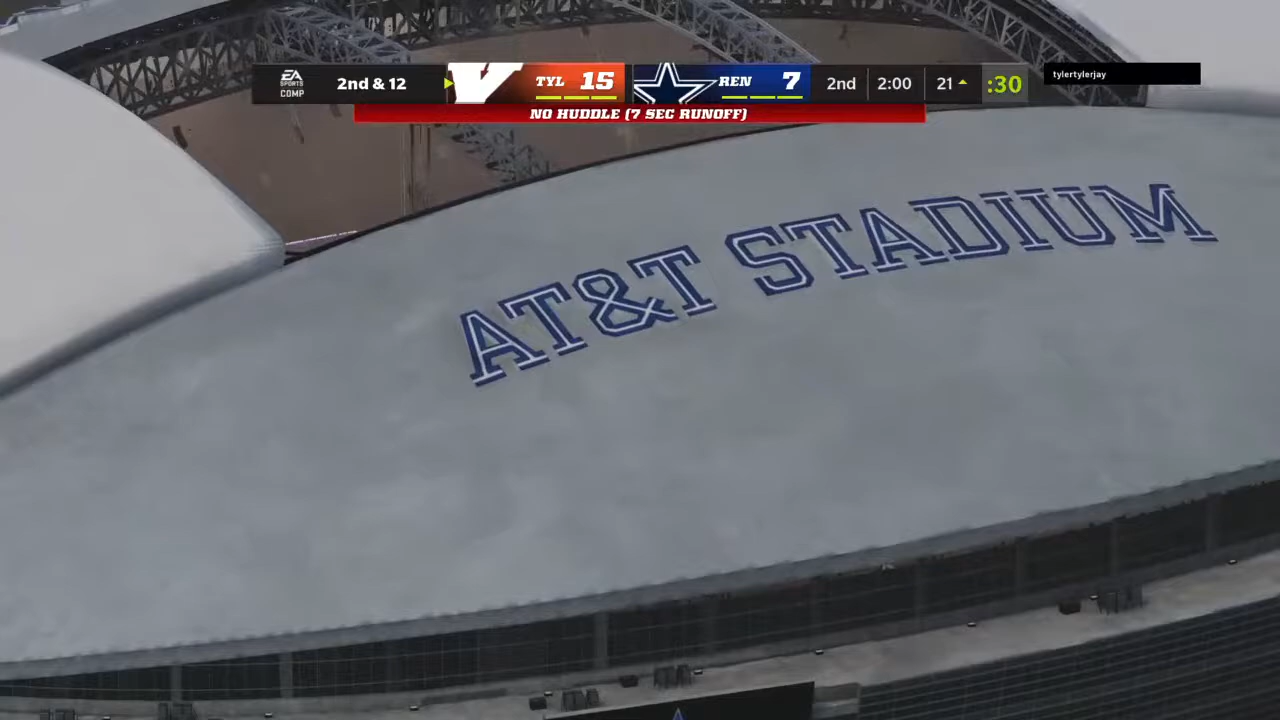 EA SPORTS COMP 2nd & 12 TYL 15 REN 7 2nd 2:00 21 :30 tylertylerjay
NO HUDDLE (7 SEC RUNOFF)
AT&T STADIUM